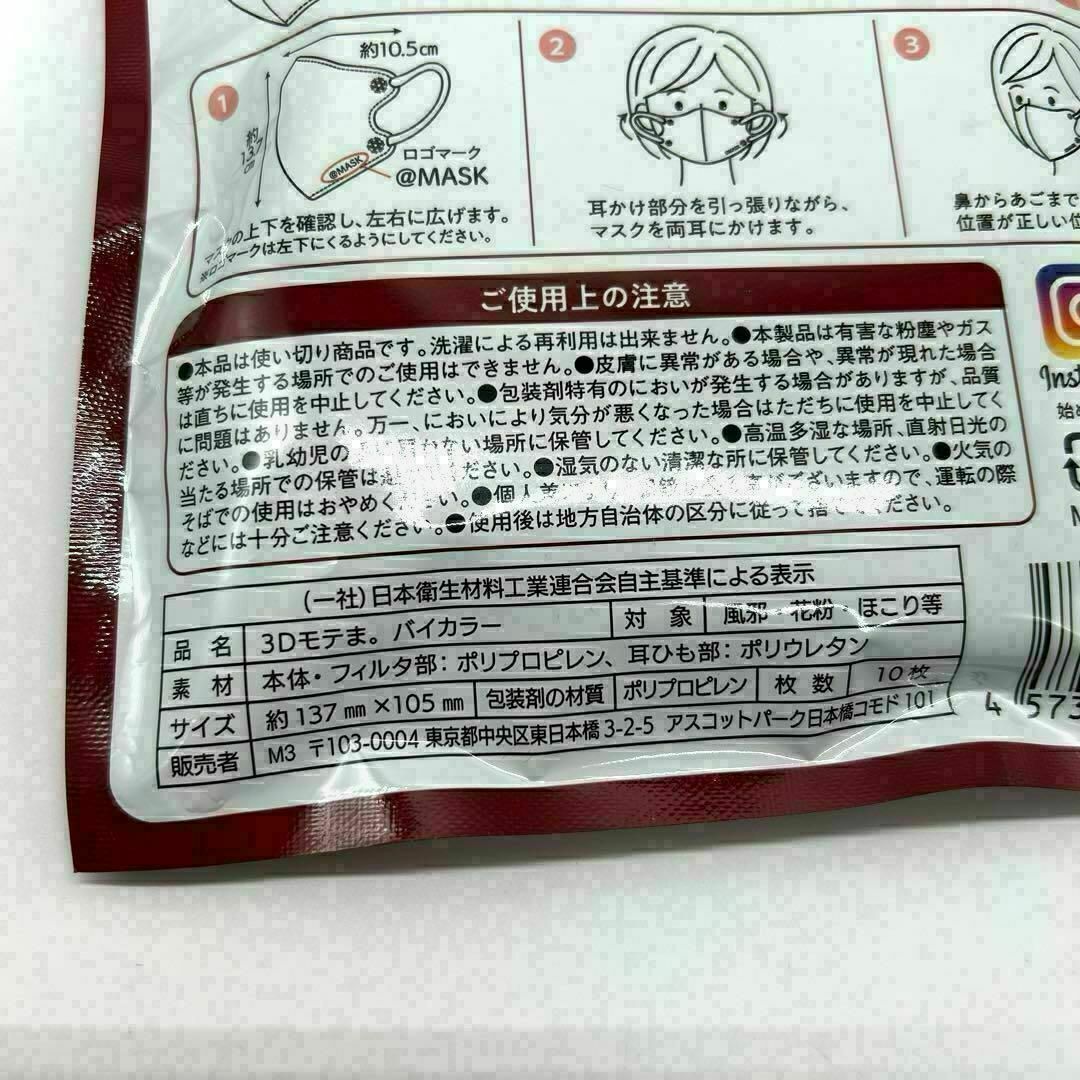 約10.5㎝
1
約
13.7
㎝
@MASK
ロゴマーク
@MASK
マスクの上下を確認し、左右に広げます。
※ロゴマークは左下にくるようにしてください。
2
耳かけ部分を引っ張りながら、
マスクを両耳にかけます。
3
鼻からあごまで
位置が正しい位
ご使用上の注意
●本品は使い切り商品です。洗濯による再利用は出来ません。●本製品は有害な粉塵やガス
等が発生する場所でのご使用はできません。●皮膚に異常がある場合や、異常が現れた場合
は直ちに使用を中止してください。●包装剤特有のにおいが発生する場合がありますが、品質
に問題はありません。万一、においにより気分が悪くなった場合はただちに使用を中止してく
ださい。●乳幼児の かない場所に保管してください。●高温多湿な場所、直射日光の
当たる場所での保管は ださい。●湿気のない清潔な所に保管してください。●火気の
そばでの使用はおやめく い。●個人差 ございますので、運転の際
などには十分ご注意ください。●使用後は地方自治体の区分に従って捨て ください。
(一社)日本衛生材料工業連合会自主基準による表示
品名 3Dモテま。バイカラー 対象 風邪・花粉・ほこり等
素材 本体・フィルタ部：ポリプロピレン、耳ひも部：ポリウレタン
サイズ 約137㎜×105㎜ 包装剤の材質 ポリプロピレン 枚数 10枚
販売者 M3 〒103-0004 東京都中央区東日本橋3-2-5 アスコットパーク日本橋コモド101
Inst
始め
4 573